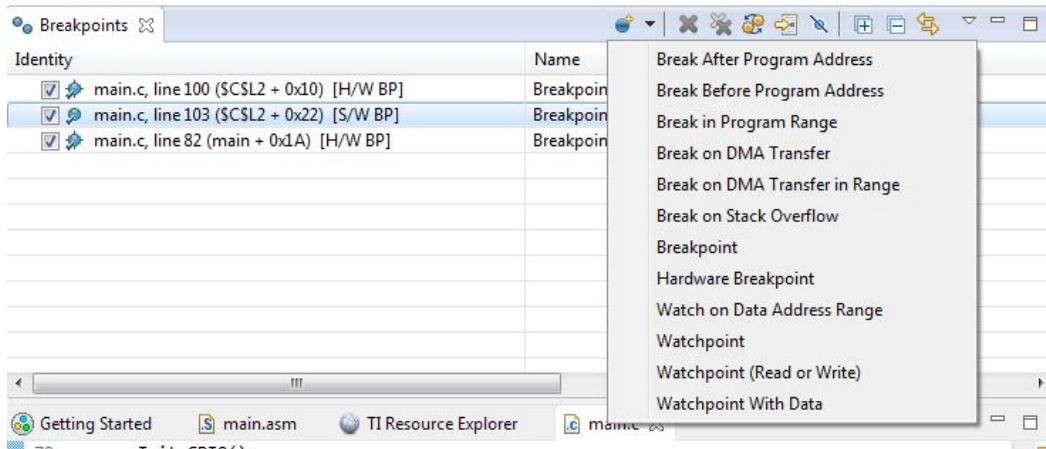 Breakpoints
Identity
Name
main.c, line 100 ($C$L2 + 0x10) [H/W BP]
Breakpoin
main.c, line 103 ($C$L2 + 0x22) [S/W BP]
Breakpoin
main.c, line 82 (main + 0x1A) [H/W BP]
Breakpoin
Break After Program Address
Break Before Program Address
Break in Program Range
Break on DMA Transfer
Break on DMA Transfer in Range
Break on Stack Overflow
Breakpoint
Hardware Breakpoint
Watch on Data Address Range
Watchpoint
Watchpoint (Read or Write)
Watchpoint With Data
Getting Started
main.asm
TI Resource Explorer
main.c